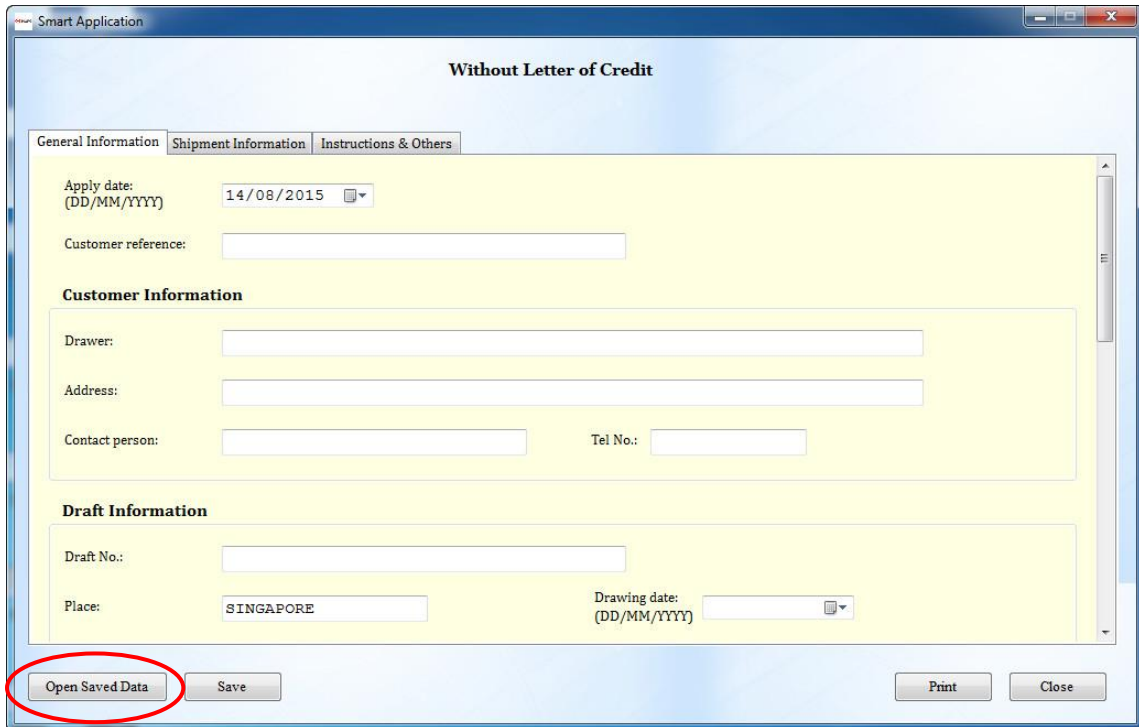 Smart Application
Without Letter of Credit
General Information Shipment Information Instructions & Others
Apply date:
(DD/MM/YYYY)
14/08/2015
Customer reference:
Customer Information
Drawer:
Address:
Contact person: Tel No.:
Draft Information
Draft No.:
Place: SINGAPORE Drawing date:
(DD/MM/YYYY)
Open Saved Data Save Print Close